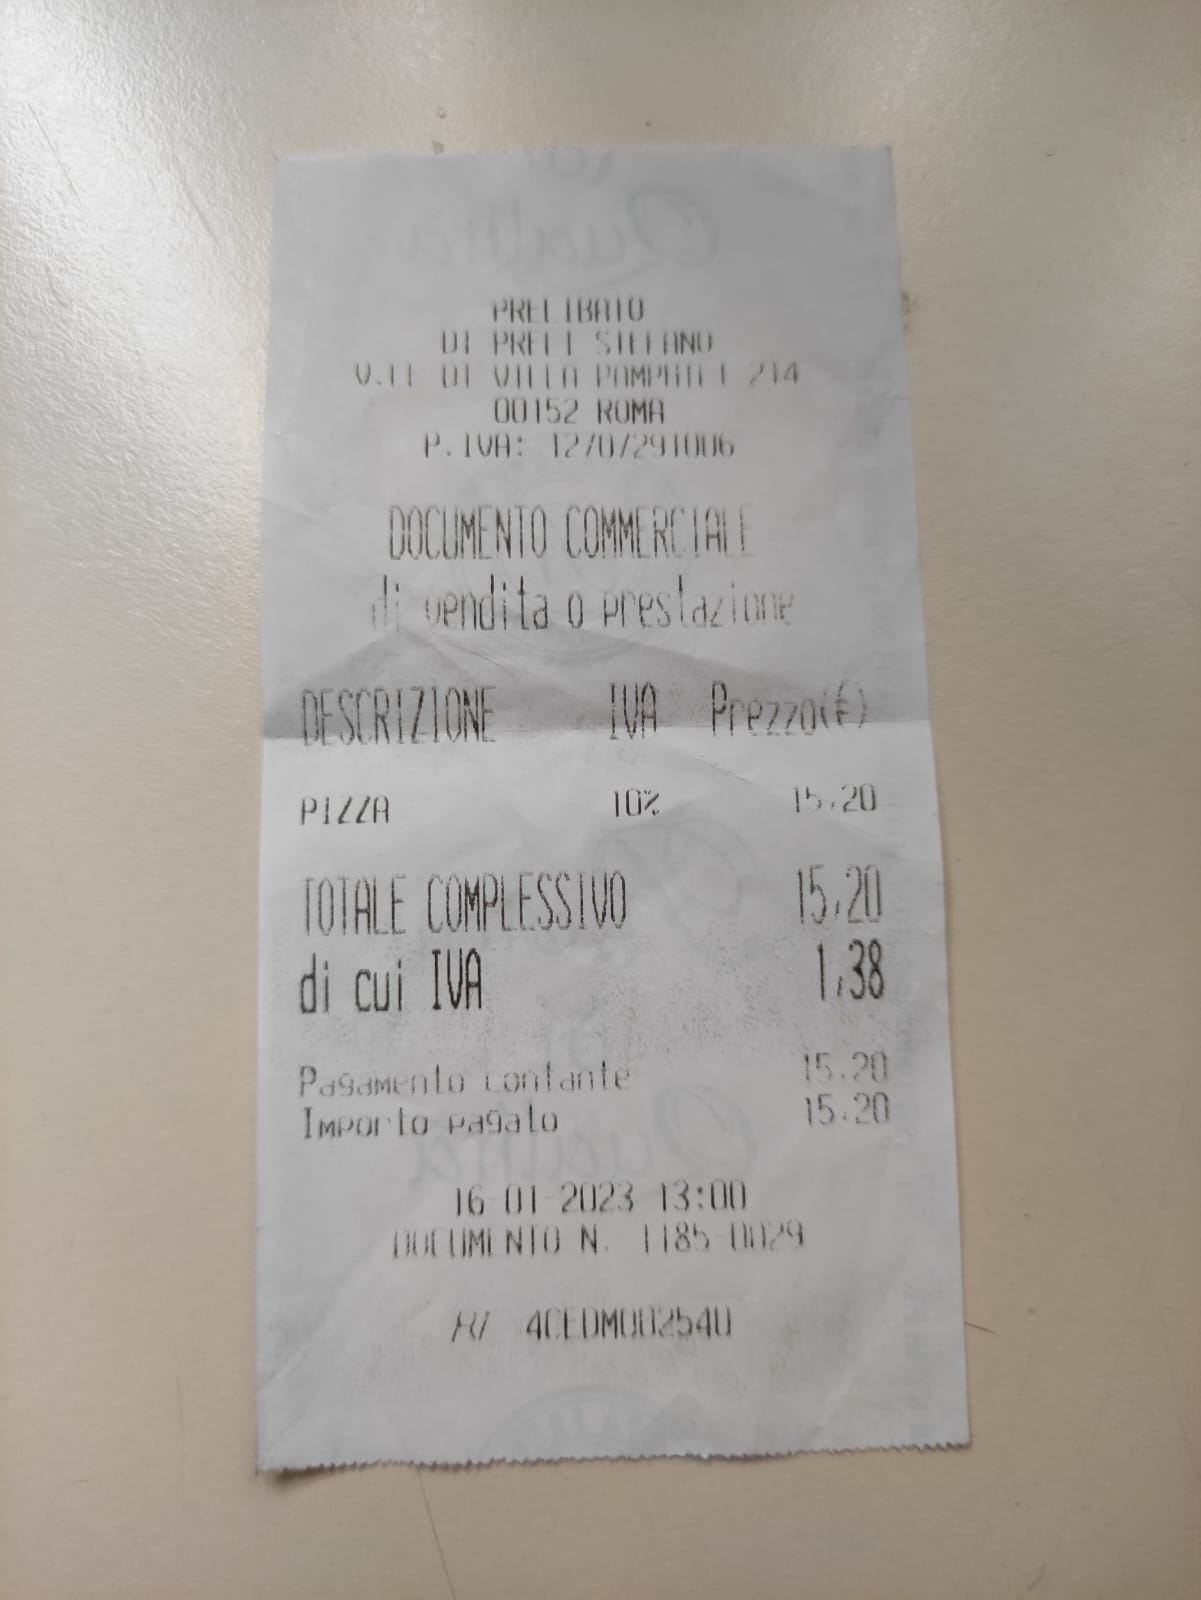 PRELIBATO
DI PRELI STEFANO
V.LE DI VILLA PAMPHILI 214
00152 ROMA
P.IVA: 12707291006
DOCUMENTO COMMERCIALE
di vendita o prestazione
DESCRIZIONE IVA Prezzo(€)
PIZZA 10% 15,20
TOTALE COMPLESSIVO 15,20
di cui IVA 1,38
Pagamento contante 15,20
Importo pagato 15,20
16-01-2023 13:00
DOCUMENTO N. 1185-0029
RT 4CEDM002540